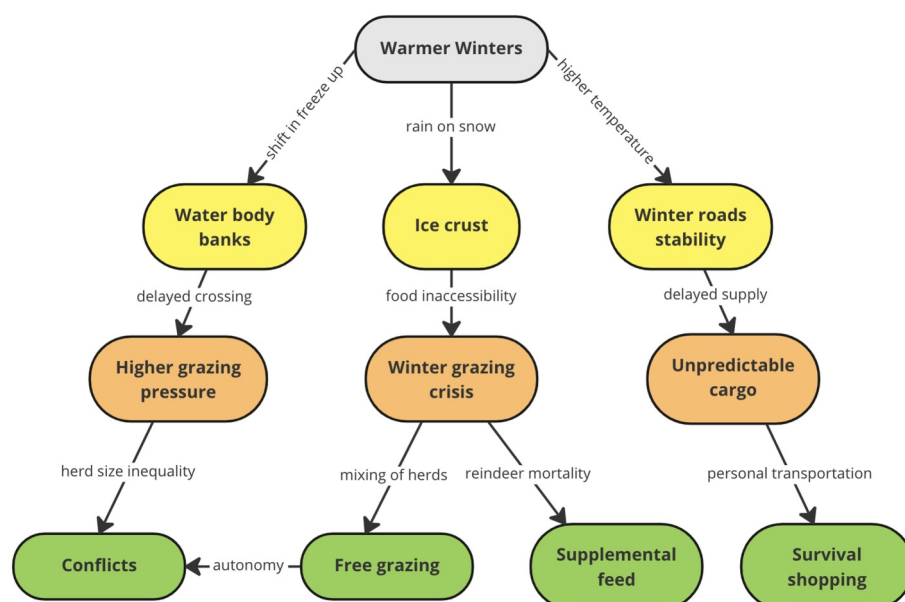 Warmer Winters
shift in freeze up
rain on snow
higher temperature
Water body
banks
Ice crust
Winter roads
stability
delayed crossing
food inaccessibility
delayed supply
Higher grazing
pressure
Winter grazing
crisis
Unpredictable
cargo
herd size inequality
mixing of herds
reindeer mortality
personal transportation
Conflicts
autonomy
Free grazing
Supplemental
feed
Survival
shopping